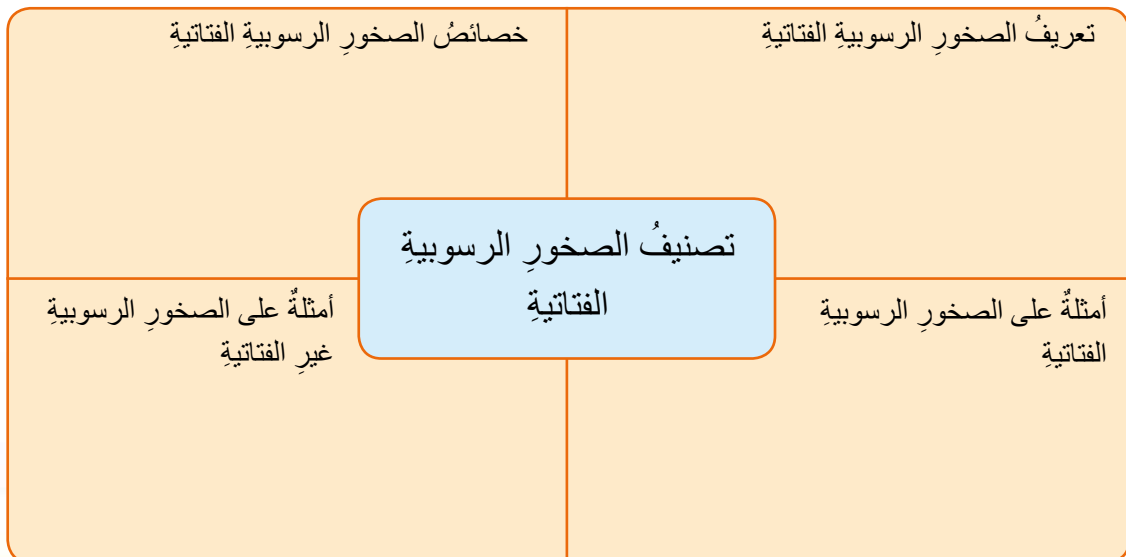 تعريفُ الصخورِ الرسوبيةِ الفتاتيةِ
خصائصُ الصخورِ الرسوبيةِ الفتاتيةِ
تصنيفُ الصخورِ الرسوبيةِ
الفتاتيةِ
أمثلةٌ على الصخورِ الرسوبيةِ
الفتاتيةِ
أمثلةٌ على الصخورِ الرسوبيةِ
غيرِ الفتاتيةِ